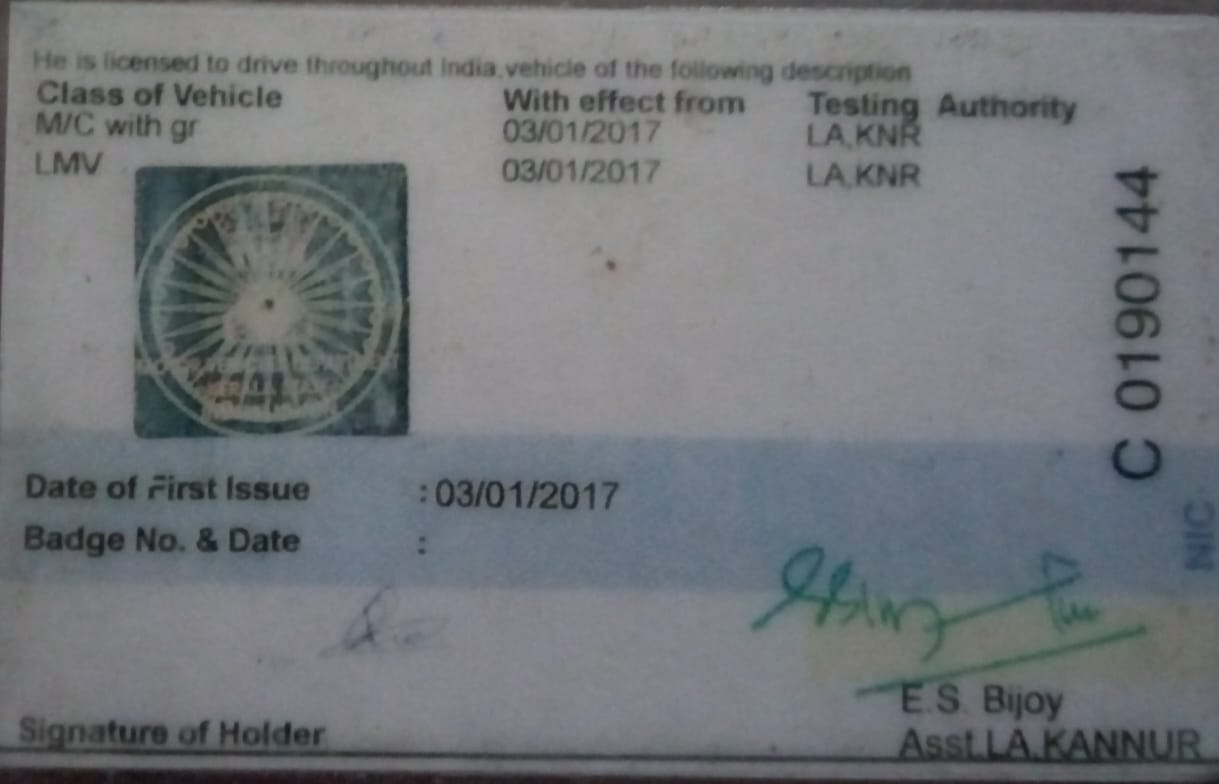 He is licensed to drive throughout India,vehicle of the following description
Class of Vehicle With effect from Testing Authority
M/C with gr 03/01/2017 LA,KNR
LMV 03/01/2017 LA,KNR
C 0190144
NIC
Date of First Issue : 03/01/2017
Badge No. & Date :
E.S. Bijoy
Signature of Holder Asst.LA,KANNUR